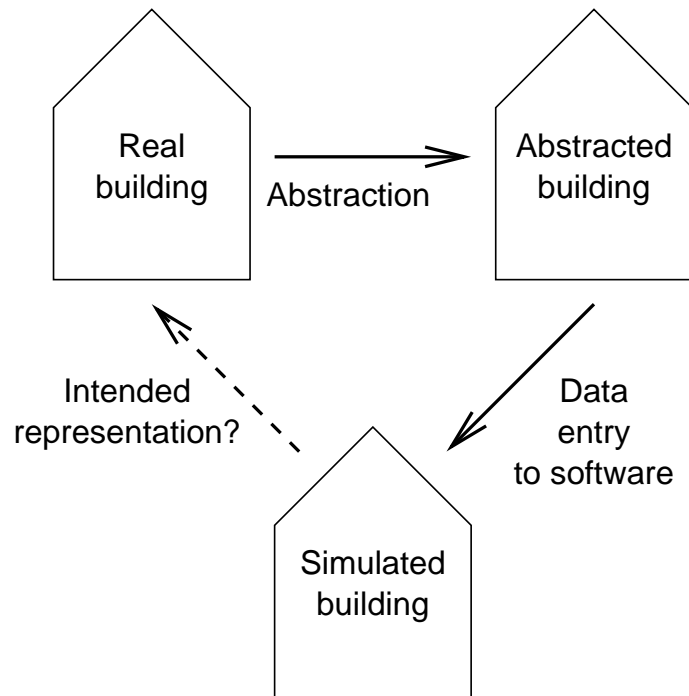 Real
building
Abstraction
Abstracted
building
Intended
representation?
Data
entry
to software
Simulated
building